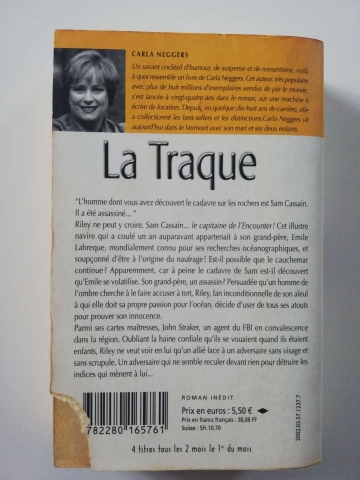 CARLA NEGGERS
Un savant cocktail d'humour, de suspense et de romantisme, voilà
à quoi ressemble un livre de Carla Neggers. Cet auteur, très populaire
avec plus de huit millions d'exemplaires vendus de par le monde,
s'est lancée à vingt-quatre ans dans le roman, sur une machine à
écrire de location. Depuis, en quelque dix-huit ans de carrière, elle
a collectionné les best-sellers et les distinctions. Carla Neggers vit
aujourd'hui dans le Vermont avec son mari et ses deux enfants.
La Traque
"L'homme dont vous avez découvert le cadavre sur les rochers est Sam Cassain.
Il a été assassiné... "
Riley ne peut y croire. Sam Cassain... le capitaine de l'Encounter ! Cet illustre
navire qui a coulé un an auparavant appartenait à son grand-père, Emile
Labreque, mondialement connu pour ses recherches océanographiques, et
soupçonné d'être à l'origine du naufrage ! Est-il possible que le cauchemar
continue ? Apparemment, car à peine le cadavre de Sam est-il découvert
qu'Emile se volatilise. Son grand-père, un assassin ? Persuadée qu'un homme de
l'ombre cherche à le faire accuser à tort, Riley, fan inconditionnelle de son aïeul
à qui elle doit sa propre passion pour l'océan, décide d'user de tous ses atouts
pour prouver son innocence.
Parmi ses cartes maîtresses, John Straker, un agent du FBI en convalescence
dans la région. Oubliant la haine cordiale qu'ils se vouaient quand ils étaient
enfants, Riley ne veut voir en lui qu'un allié face à un adversaire sans visage et
sans scrupule. Un adversaire qui ne semble reculer devant rien pour détruire les
indices qui mènent à lui...
ROMAN INÉDIT
Prix en euros : 5,50 €
Prix en francs français : 36,08 FF
Suisse : Sfr.10.70
782280 165761
2002.03.57.1237.7
4 titres tous les 2 mois le 1er du mois